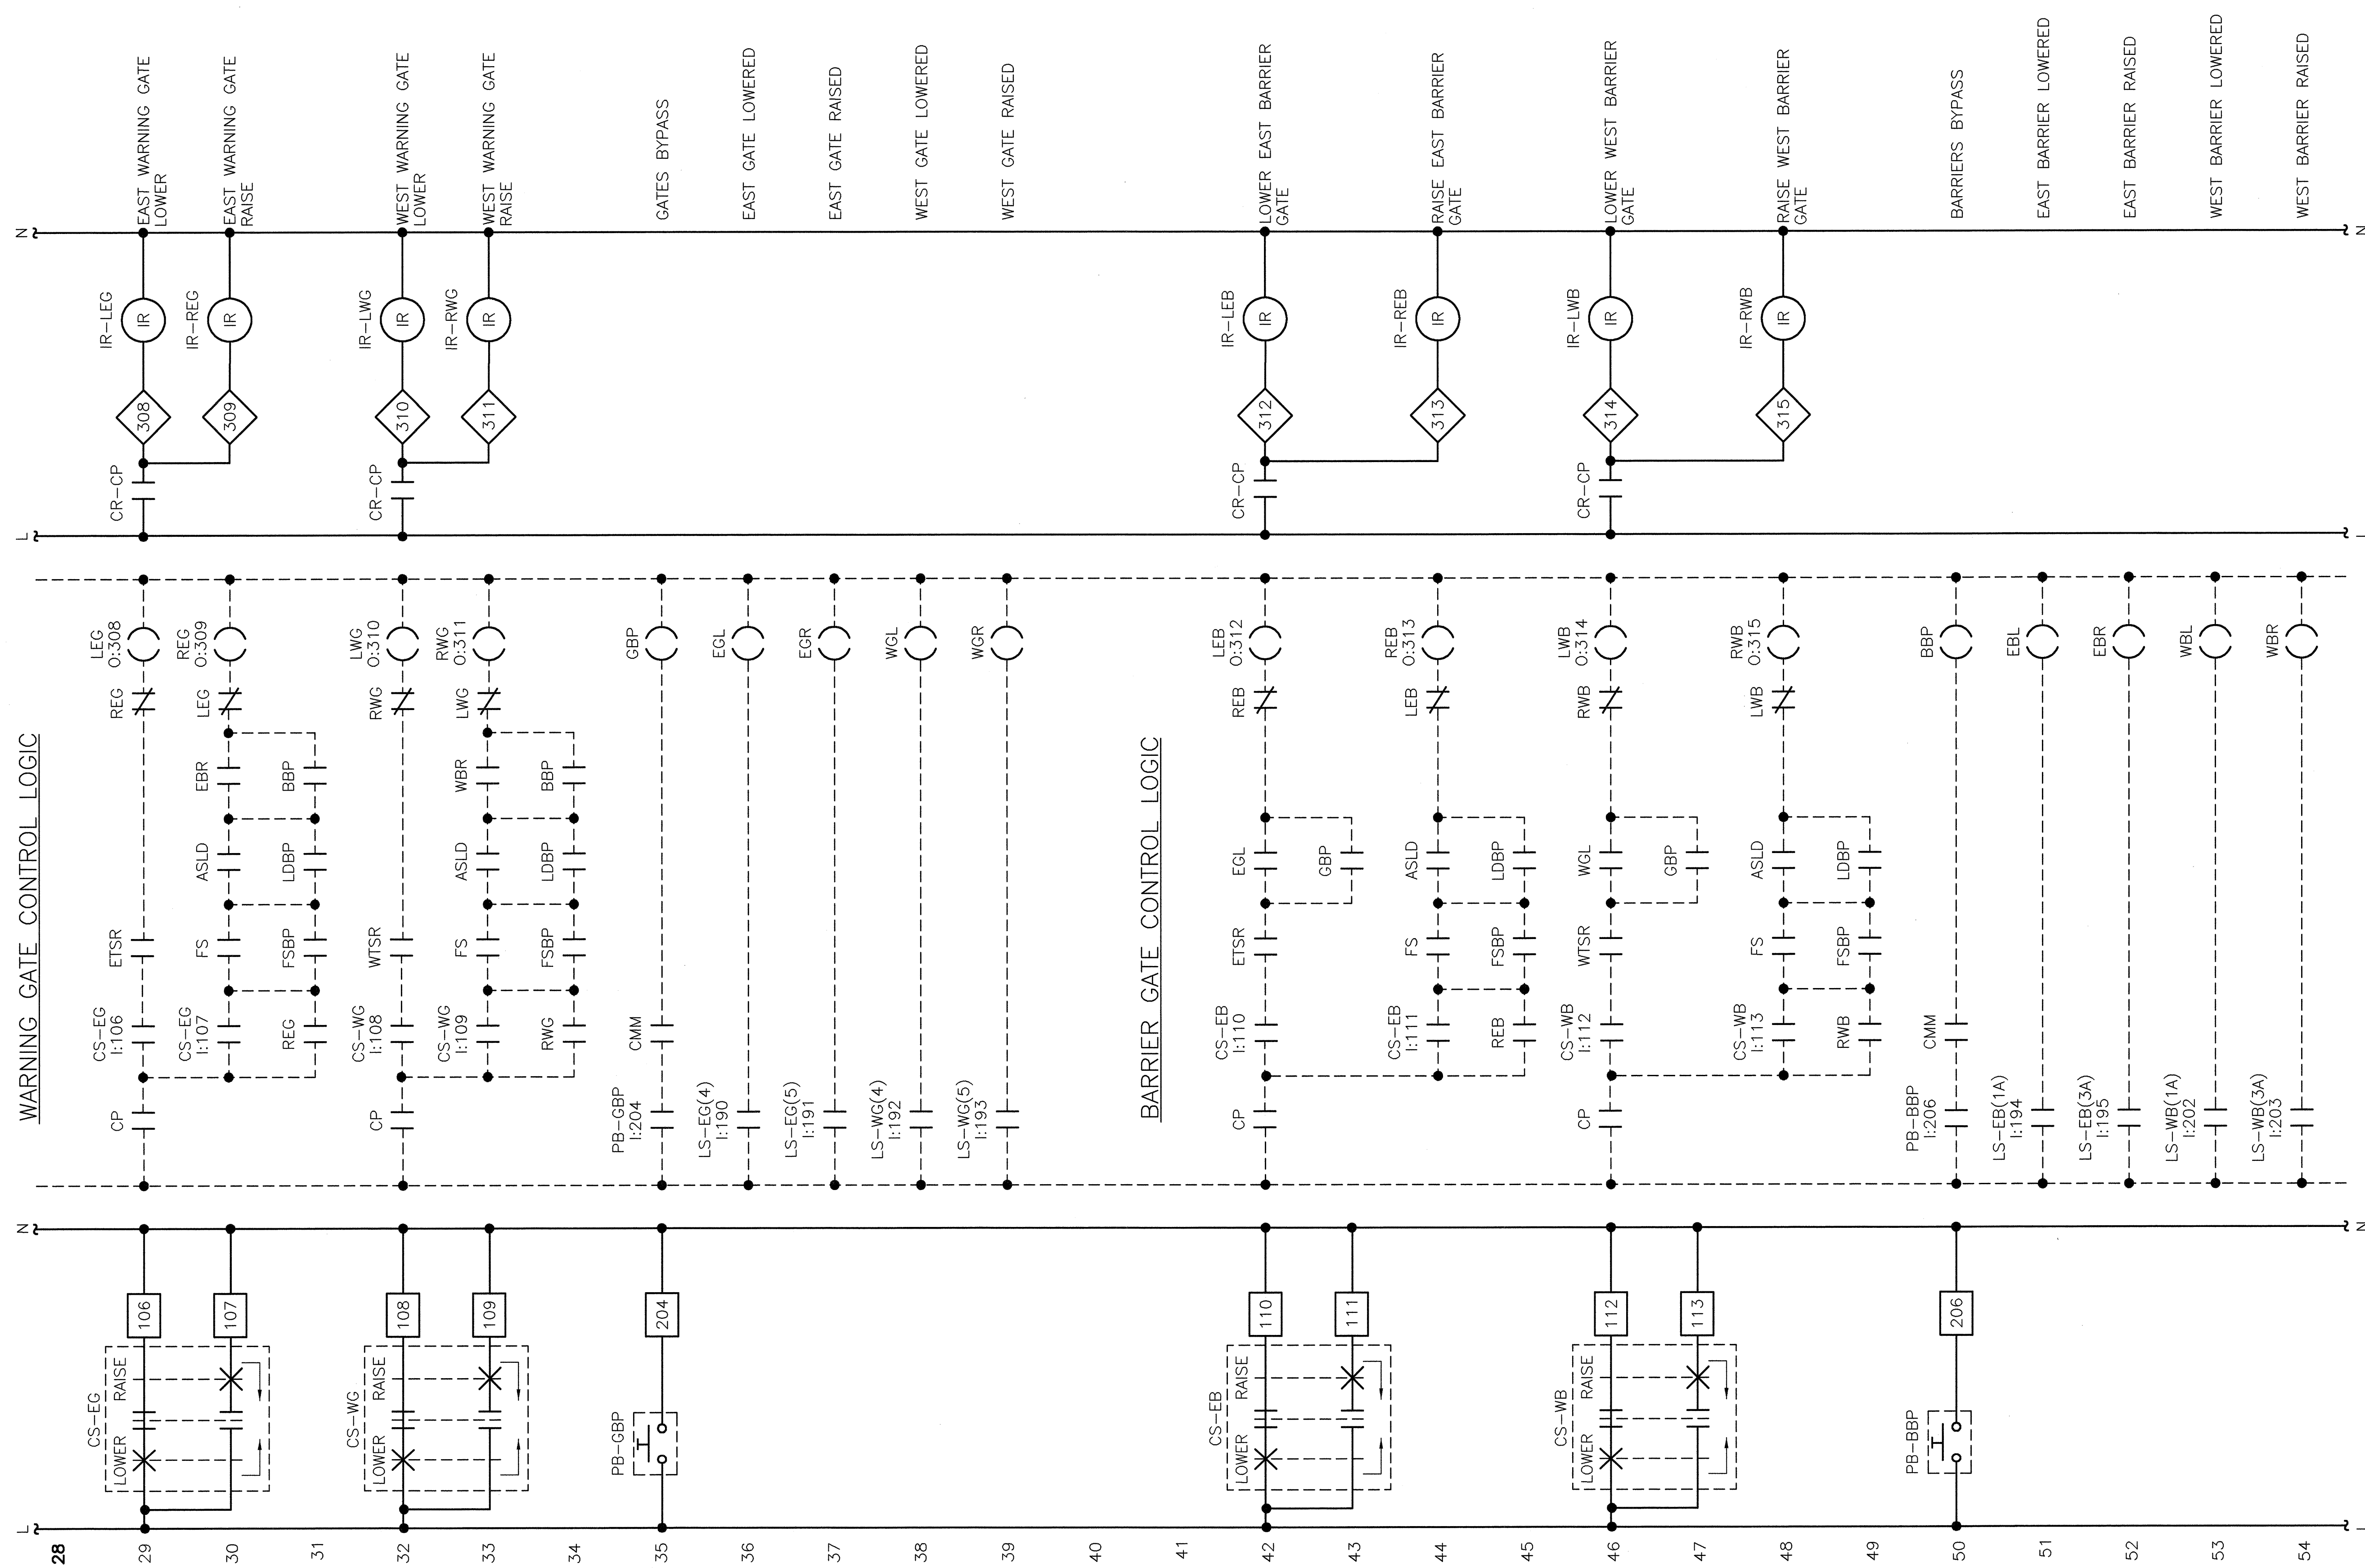 WARNING GATE CONTROL LOGIC
L
N
L
N
28
29
CS-EG
LOWER
RAISE
106
CP
CS-EG
I:106
ETSR
REG
LEG
O:308
CR-CP
308
IR-LEG
IR
EAST WARNING GATE
LOWER
30
107
CS-EG
I:107
FS
ASLD
EBR
LEG
REG
O:309
309
IR-REG
IR
EAST WARNING GATE
RAISE
31
REG
FSBP
LDBP
BBP
32
CS-WG
LOWER
RAISE
108
CP
CS-WG
I:108
WTSR
RWG
LWG
O:310
CR-CP
310
IR-LWG
IR
WEST WARNING GATE
LOWER
33
109
CS-WG
I:109
FS
ASLD
WBR
LWG
RWG
O:311
311
IR-RWG
IR
WEST WARNING GATE
RAISE
34
RWG
FSBP
LDBP
BBP
35
PB-GBP
204
PB-GBP
I:204
CMM
GBP
GATES BYPASS
36
LS-EG(4)
I:190
EGL
EAST GATE LOWERED
37
LS-EG(5)
I:191
EGR
EAST GATE RAISED
38
LS-WG(4)
I:192
WGL
WEST GATE LOWERED
39
LS-WG(5)
I:193
WGR
WEST GATE RAISED
40
41
BARRIER GATE CONTROL LOGIC
42
CS-EB
LOWER
RAISE
110
CP
CS-EB
I:110
ETSR
EGL
REB
LEB
O:312
CR-CP
312
IR-LEB
IR
LOWER EAST BARRIER
GATE
43
111
GBP
44
CS-EB
I:111
FS
ASLD
LEB
REB
O:313
313
IR-REB
IR
RAISE EAST BARRIER
GATE
45
REB
FSBP
LDBP
46
CS-WB
LOWER
RAISE
112
CP
CS-WB
I:112
WTSR
WGL
RWB
LWB
O:314
CR-CP
314
IR-LWB
IR
LOWER WEST BARRIER
GATE
47
113
GBP
48
CS-WB
I:113
FS
ASLD
LWB
RWB
O:315
315
IR-RWB
IR
RAISE WEST BARRIER
GATE
49
RWB
FSBP
LDBP
50
PB-BBP
206
PB-BBP
I:206
CMM
BBP
BARRIERS BYPASS
51
LS-EB(1A)
I:194
EBL
EAST BARRIER LOWERED
52
LS-EB(3A)
I:195
EBR
EAST BARRIER RAISED
53
LS-WB(1A)
I:202
WBL
WEST BARRIER LOWERED
54
LS-WB(3A)
I:203
WBR
WEST BARRIER RAISED
L
N
L
N